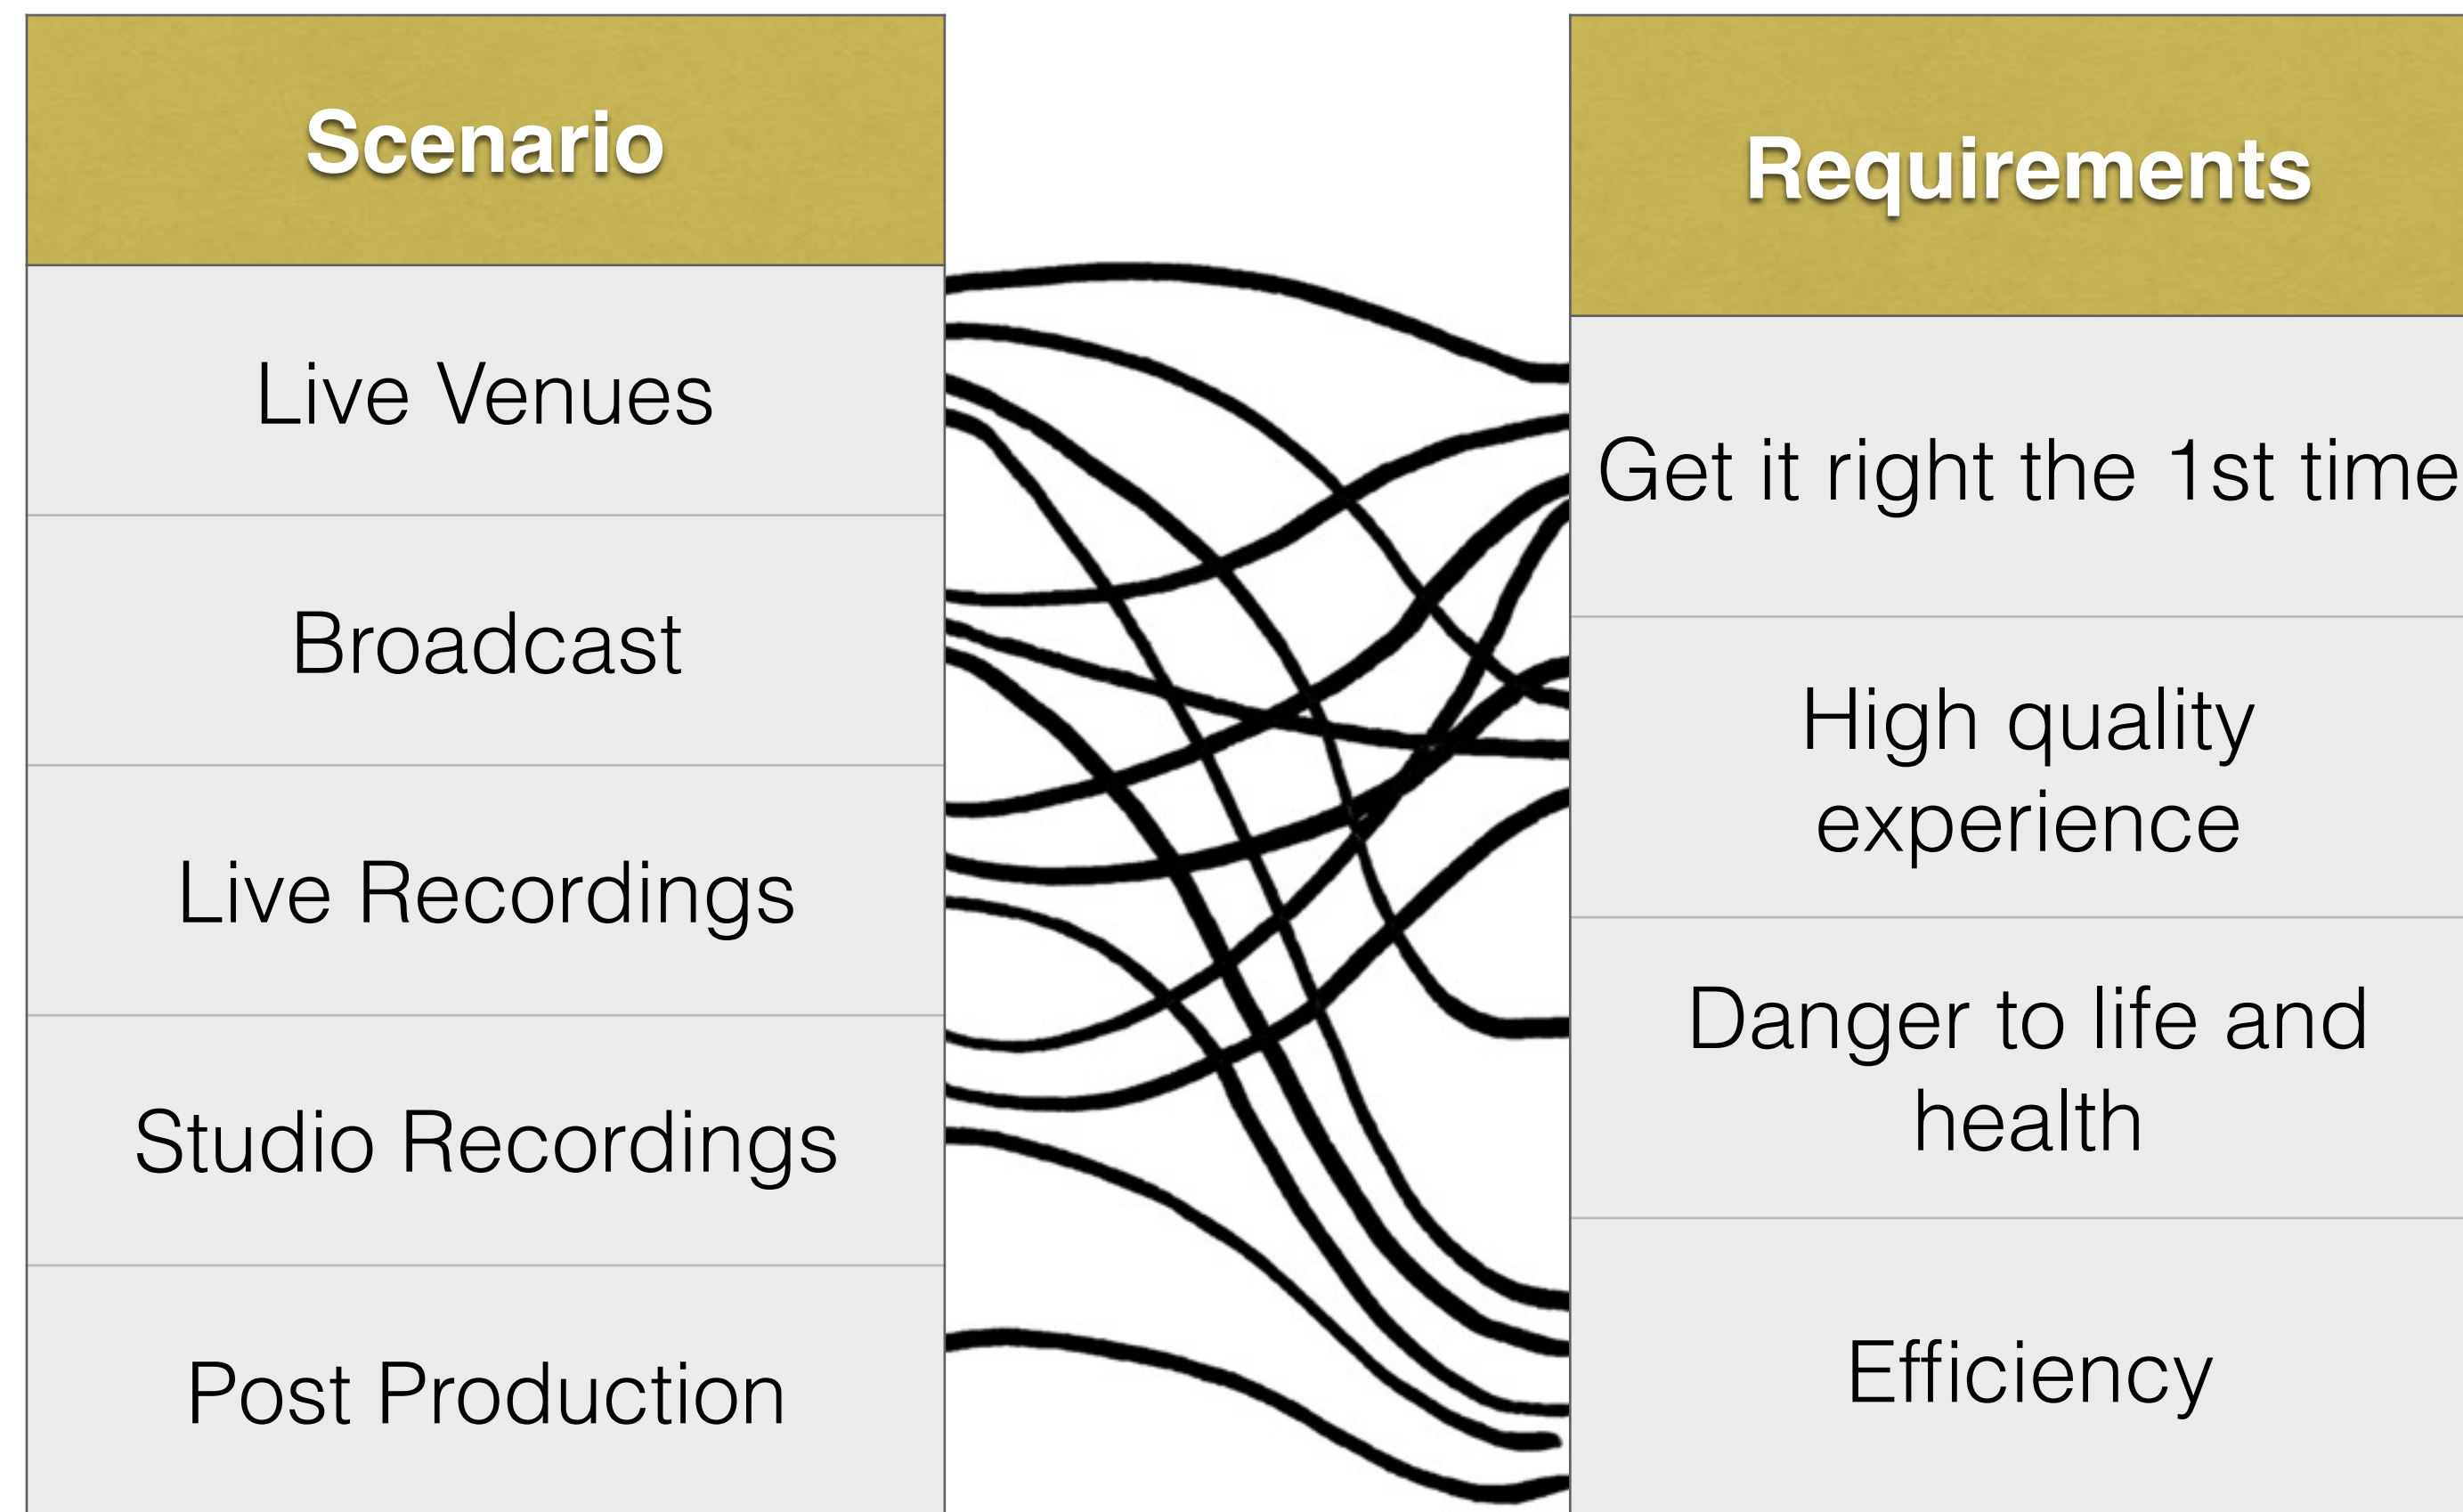 Scenario
Live Venues
Broadcast
Live Recordings
Studio Recordings
Post Production
Requirements
Get it right the 1st time
High quality
experience
Danger to life and
health
Efficiency